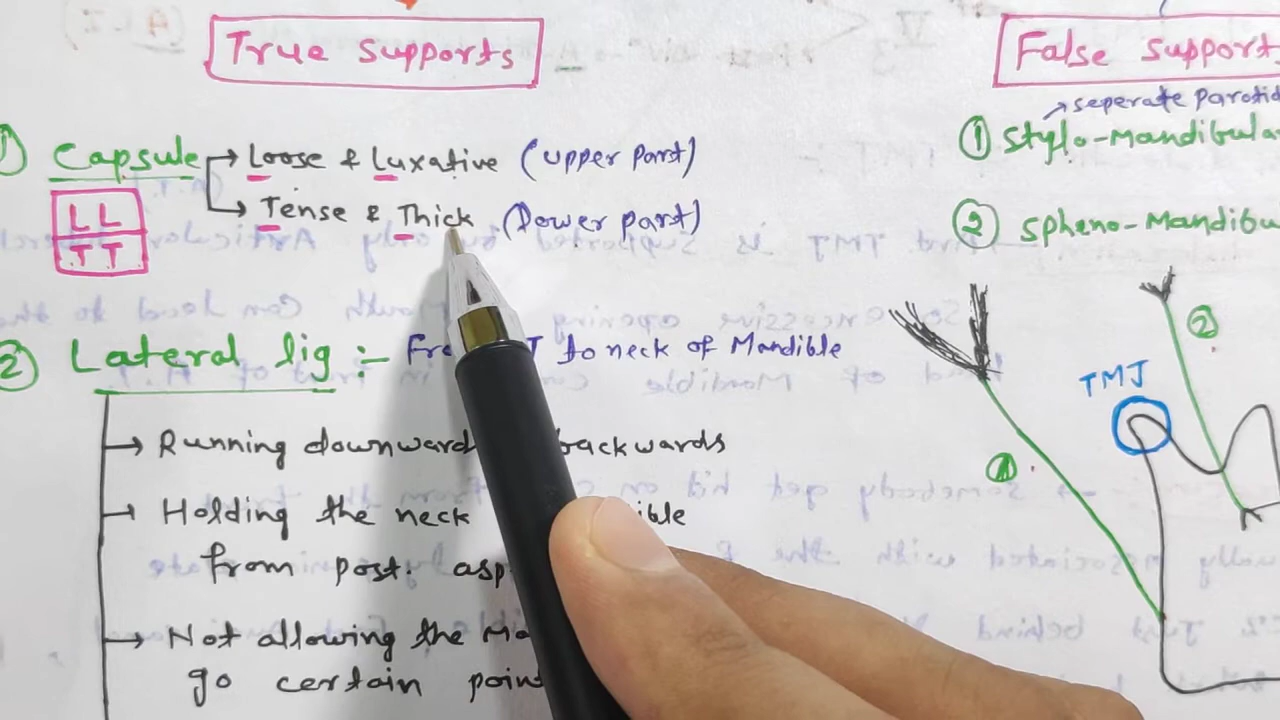 True Supports
① Capsule → Loose & Luxative (upper part)
→ Tense & Thick (Lower part)
LL
TT
② Lateral lig :- From TMJ to neck of Mandible
→ Running downward backwards
→ Holding the neck
from post.
→ Not allowing the
go certain
False Support
→ seperate Parotid
① Stylo-Mandibular
② Spheno-Mandibu
TMJ
①
②